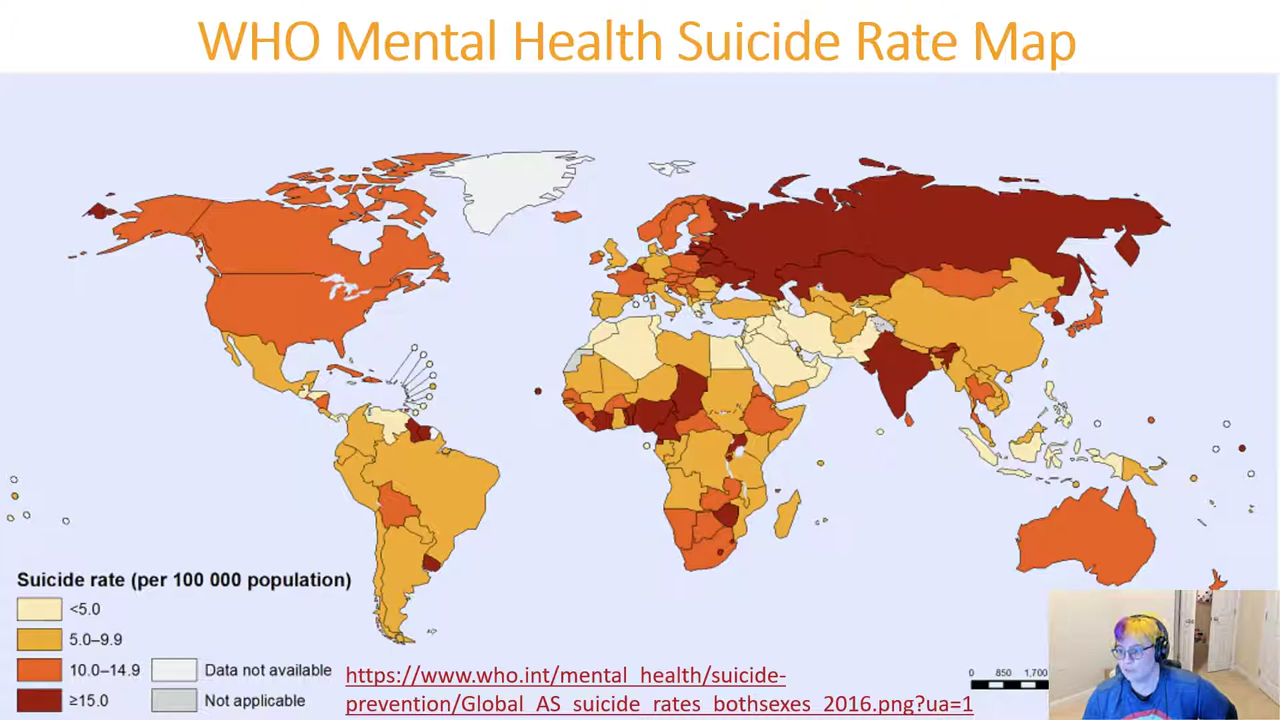 WHO Mental Health Suicide Rate Map
Suicide rate (per 100 000 population)
<5.0
5.0–9.9
10.0–14.9
≥15.0
Data not available
Not applicable
https://www.who.int/mental_health/suicide-
prevention/Global_AS_suicide_rates_bothsexes_2016.png?ua=1
0 850 1,700